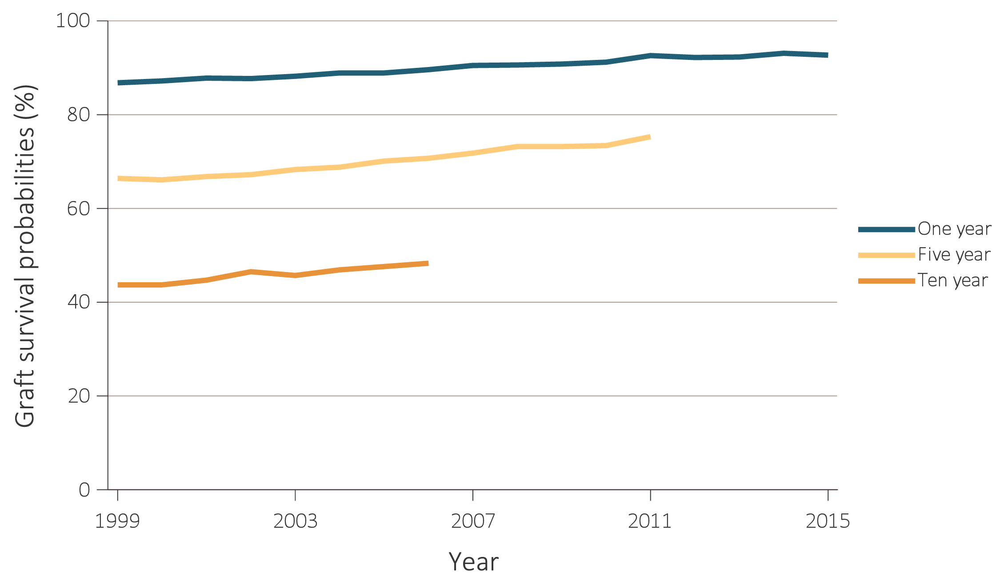 Graft survival probabilities (%)
100
80
60
40
20
0
1999 2003 2007 2011 2015
Year
One year
Five year
Ten year